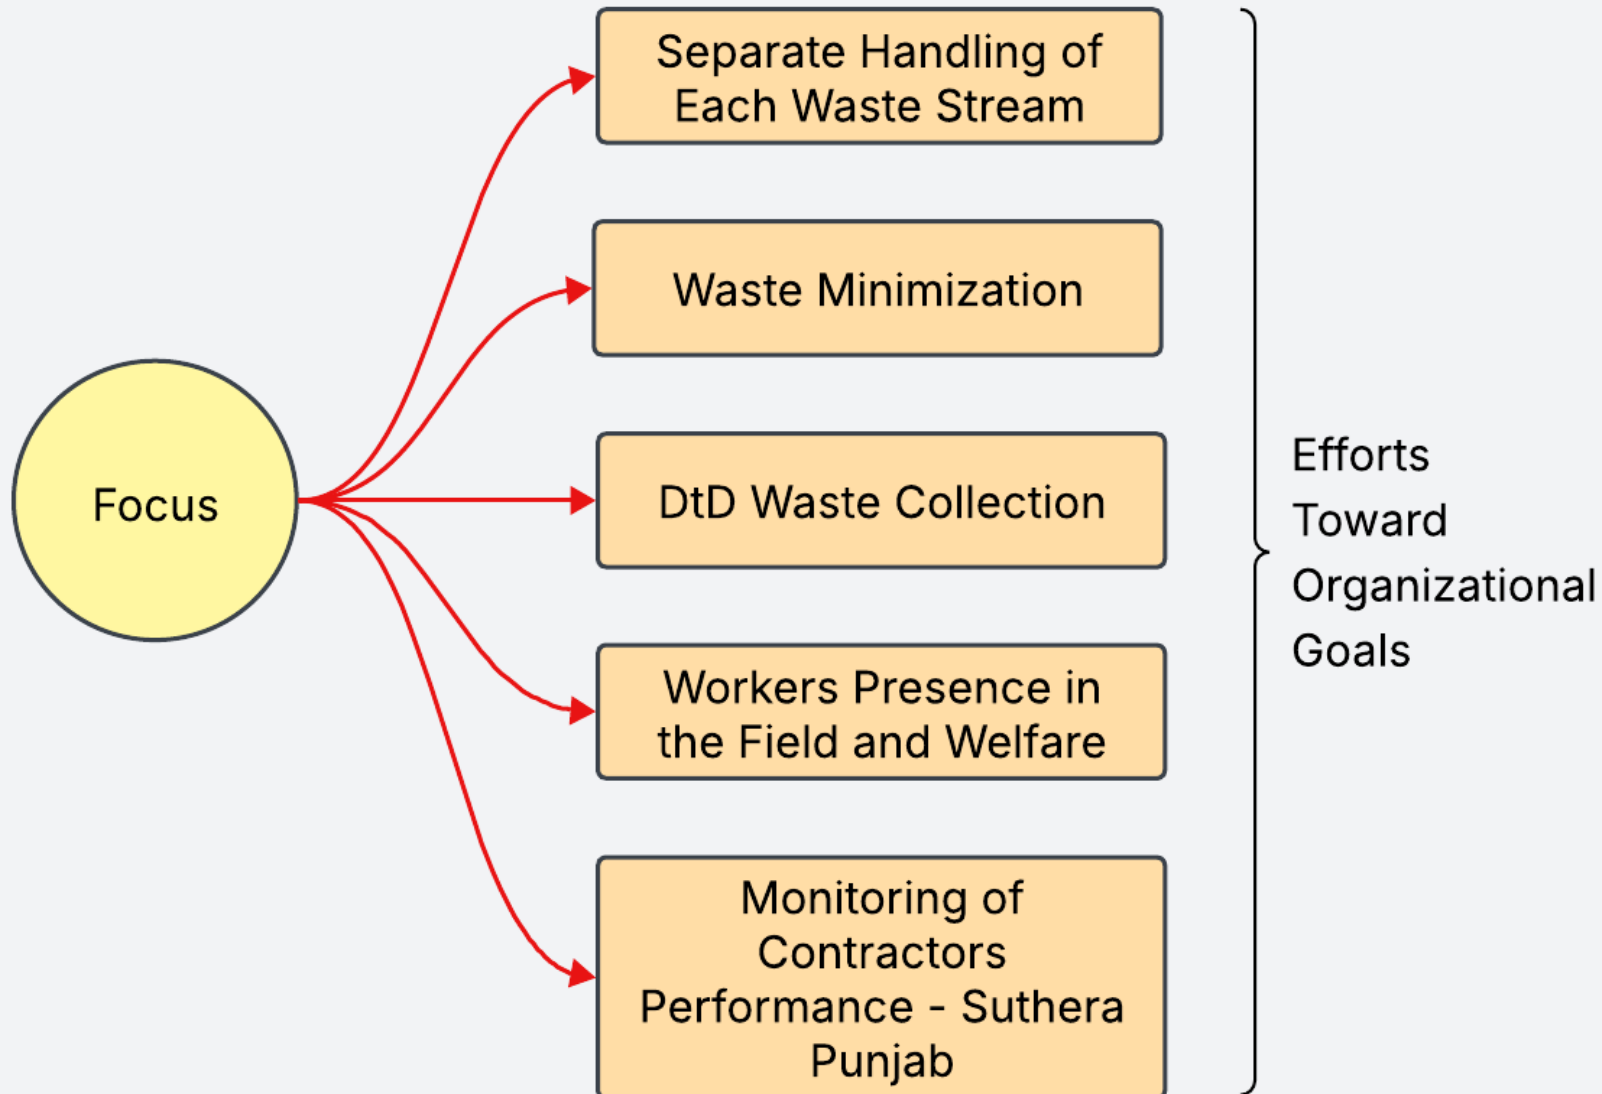 Separate Handling of
Each Waste Stream
Waste Minimization
Focus
DtD Waste Collection
Workers Presence in
the Field and Welfare
Monitoring of
Contractors
Performance - Suthera
Punjab
Efforts
Toward
Organizational
Goals